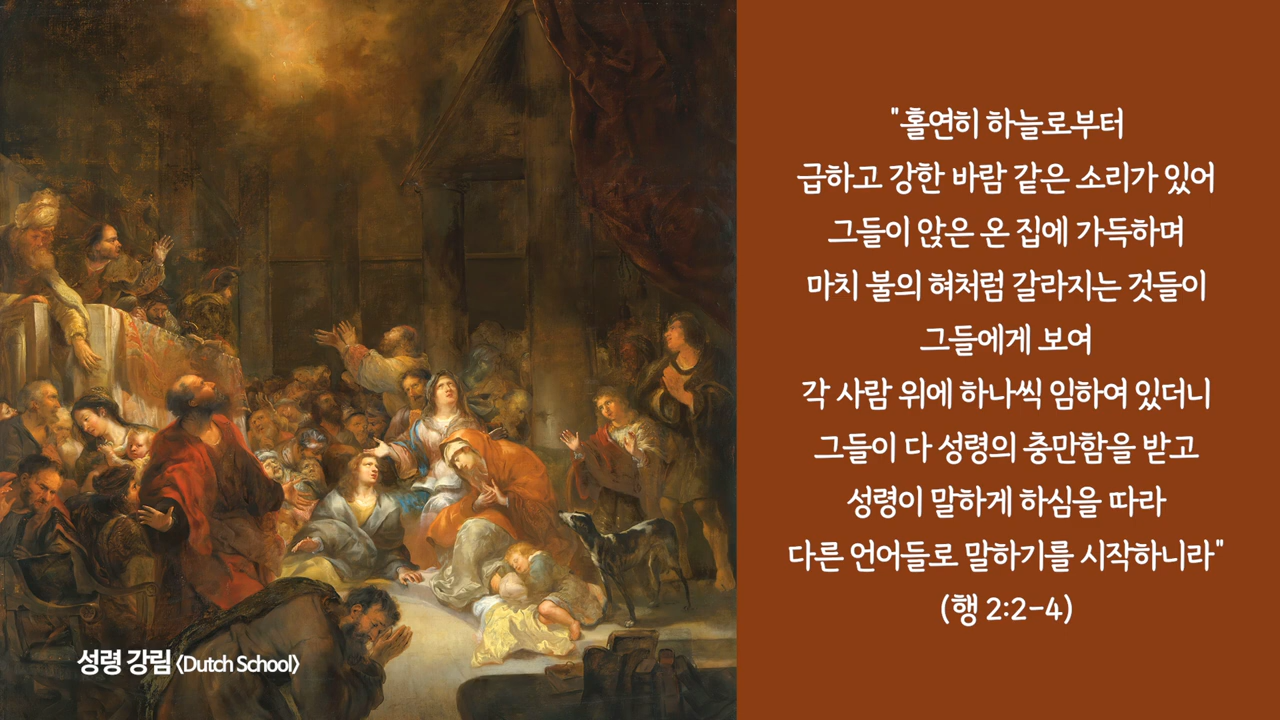 "홀연히 하늘로부터
급하고 강한 바람 같은 소리가 있어
그들이 앉은 온 집에 가득하며
마치 불의 혀처럼 갈라지는 것들이
그들에게 보여
각 사람 위에 하나씩 임하여 있더니
그들이 다 성령의 충만함을 받고
성령이 말하게 하심을 따라
다른 언어들로 말하기를 시작하니라"
(행 2:2-4)
성령 강림 〈Dutch School〉